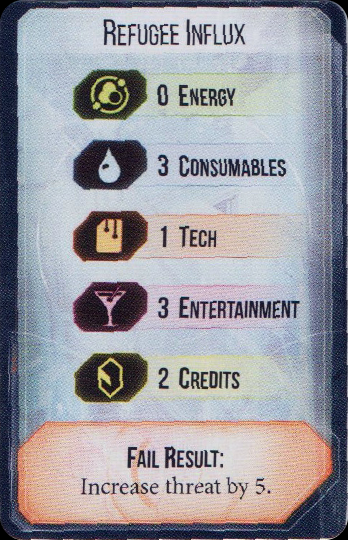 Refugee Influx
0 Energy
3 Consumables
1 Tech
3 Entertainment
2 Credits
Fail Result:
Increase threat by 5.